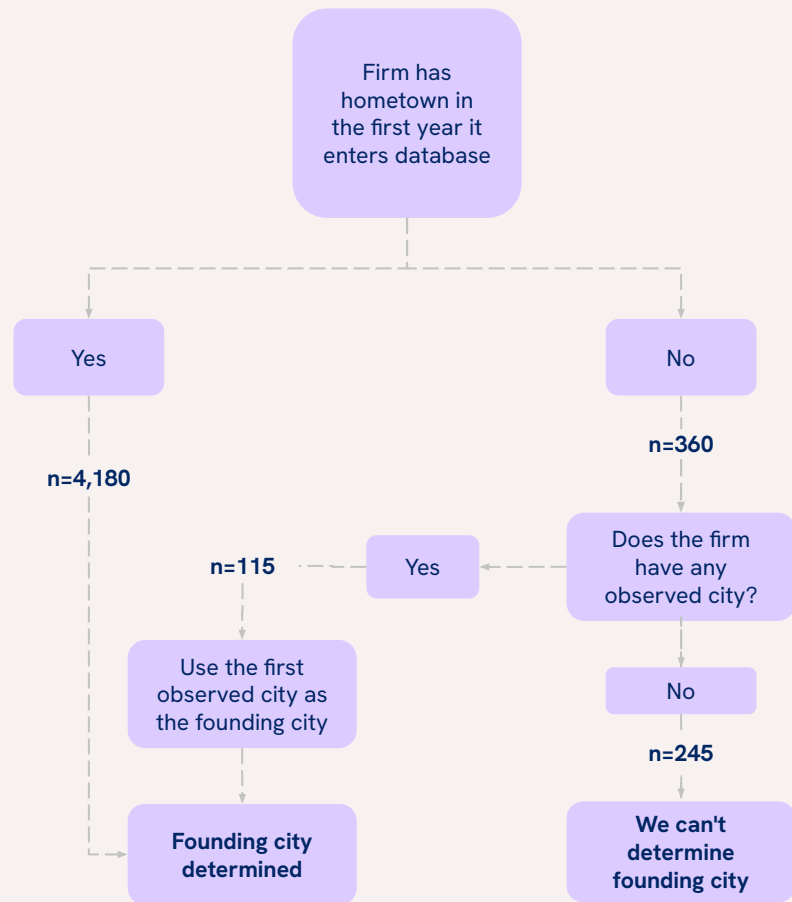 Firm has
hometown in
the first year it
enters database
Yes
No
n=360
n=4,180
Does the firm
have any
observed city?
Yes
n=115
Use the first
observed city as
the founding city
No
n=245
Founding city
determined
We can't
determine
founding city